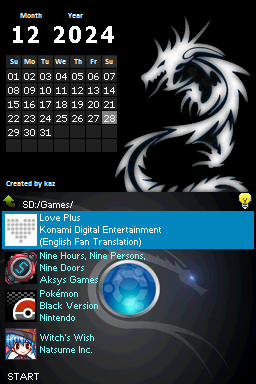 Month Year
12 2024
Su Mo Tu We Th Fr Sa
01 02 03 04 05 06 07
08 09 10 11 12 13 14
15 16 17 18 19 20 21
22 23 24 25 26 27 28
29 30 31
Created by kaz
SD:/Games/
Love Plus
Konami Digital Entertainment
(English Fan Translation)
Nine Hours, Nine Persons,
Nine Doors
Aksys Games
Pokémon
Black Version
Nintendo
Witch's Wish
Natsume Inc.
START